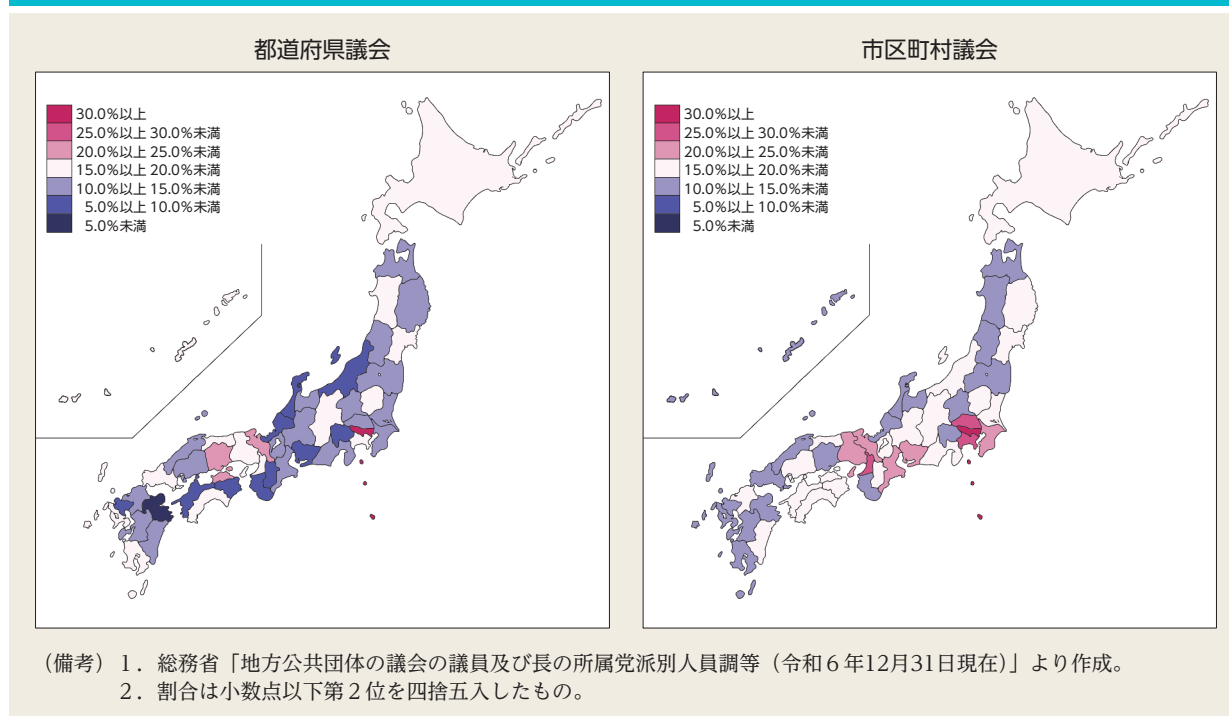 都道府県議会
30.0%以上
25.0%以上 30.0%未満
20.0%以上 25.0%未満
15.0%以上 20.0%未満
10.0%以上 15.0%未満
5.0%以上 10.0%未満
5.0%未満
市区町村議会
30.0%以上
25.0%以上 30.0%未満
20.0%以上 25.0%未満
15.0%以上 20.0%未満
10.0%以上 15.0%未満
5.0%以上 10.0%未満
5.0%未満
（備考）１．総務省「地方公共団体の議会の議員及び長の所属党派別人員調等（令和６年12月31日現在）」より作成。
２．割合は小数点以下第２位を四捨五入したもの。